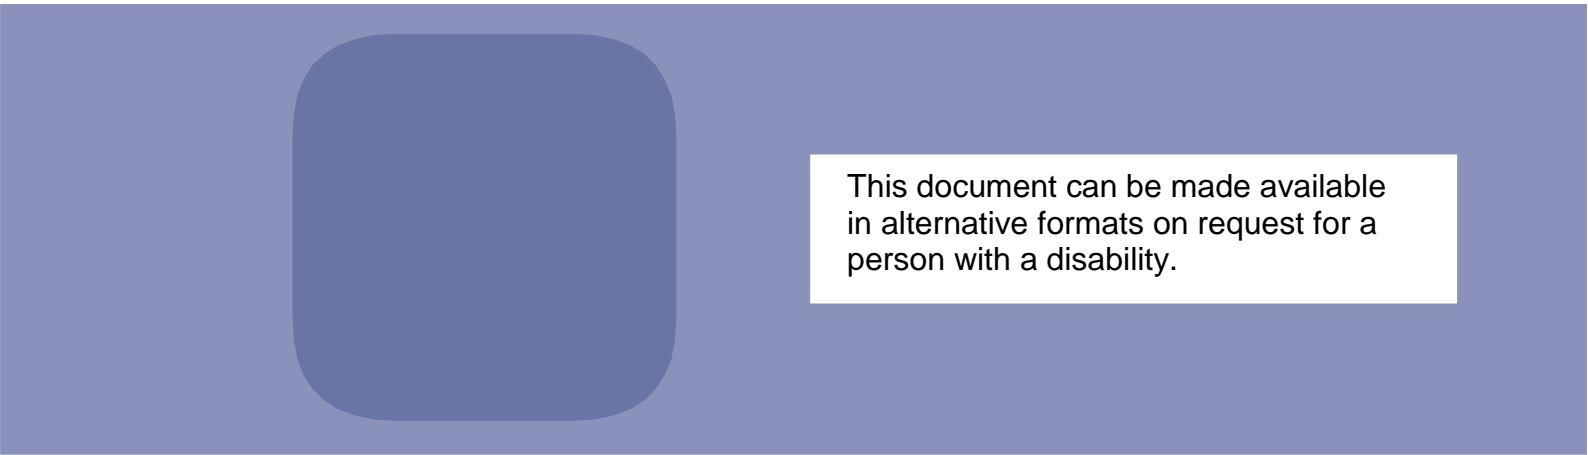 This document can be made available
in alternative formats on request for a
person with a disability.